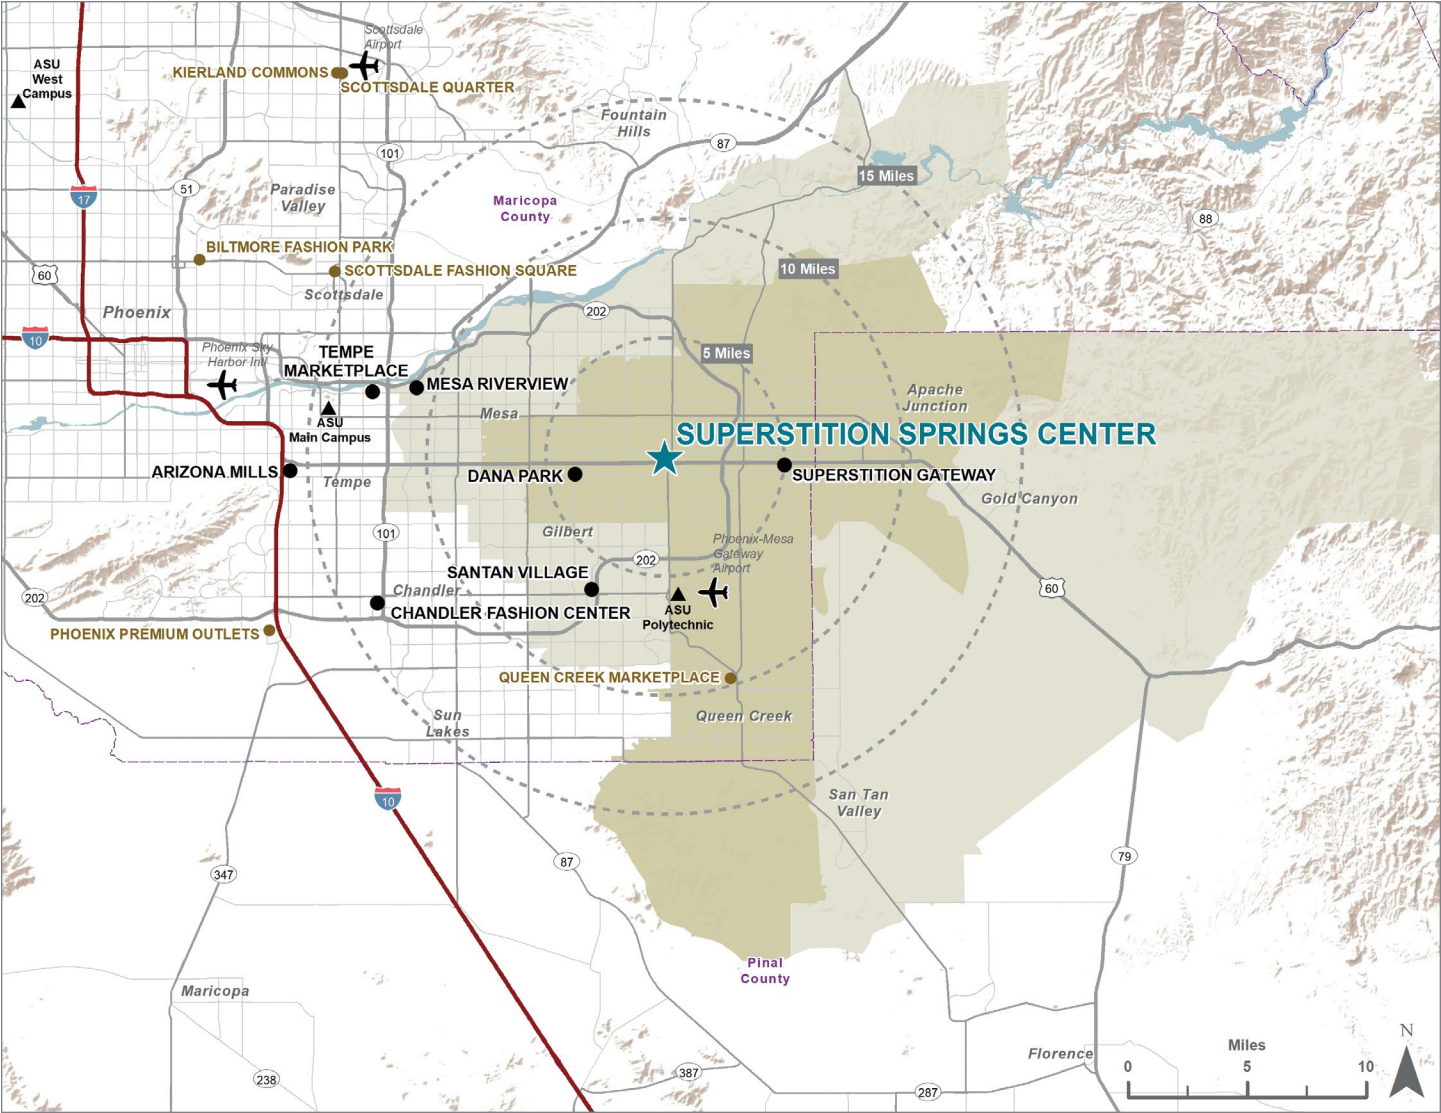 Scottsdale
Airport
ASU
West
Campus
KIERLAND COMMONS
SCOTTSDALE QUARTER
Fountain
Hills
87
101
15 Miles
51
17
Paradise
Valley
Maricopa
County
88
BILTMORE FASHION PARK
60
SCOTTSDALE FASHION SQUARE
10 Miles
Scottsdale
Phoenix
202
10
Phoenix Sky
Harbor Intl
TEMPE
MARKETPLACE
5 Miles
MESA RIVERVIEW
Apache
Junction
Mesa
ASU
Main Campus
SUPERSTITION SPRINGS CENTER
ARIZONA MILLS
DANA PARK
SUPERSTITION GATEWAY
Tempe
Gold Canyon
101
Gilbert
Phoenix-Mesa
Gateway
Airport
202
SANTAN VILLAGE
Chandler
60
202
CHANDLER FASHION CENTER
ASU
Polytechnic
PHOENIX PREMIUM OUTLETS
QUEEN CREEK MARKETPLACE
Sun
Lakes
Queen Creek
10
San Tan
Valley
79
87
347
Pinal
County
Maricopa
N
Miles
0 5 10
Florence
387
238
287